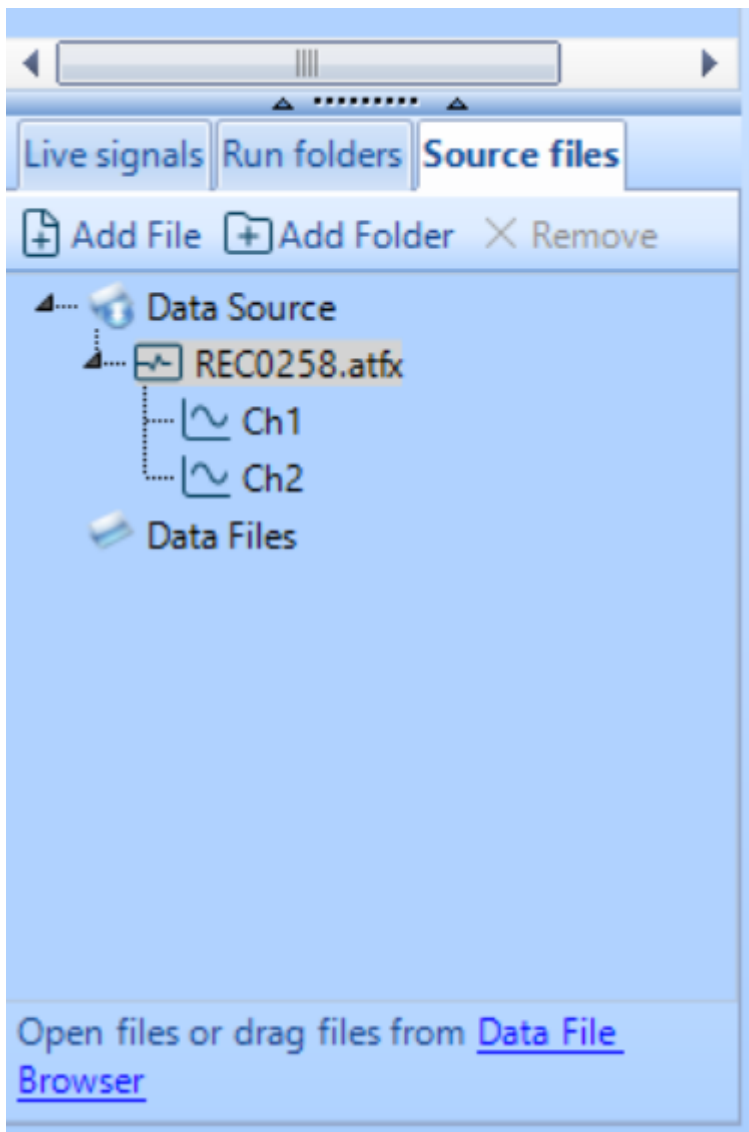 Live signals Run folders Source files
Add File Add Folder Remove
Data Source
REC0258.atfx
Ch1
Ch2
Data Files
Open files or drag files from Data File
Browser